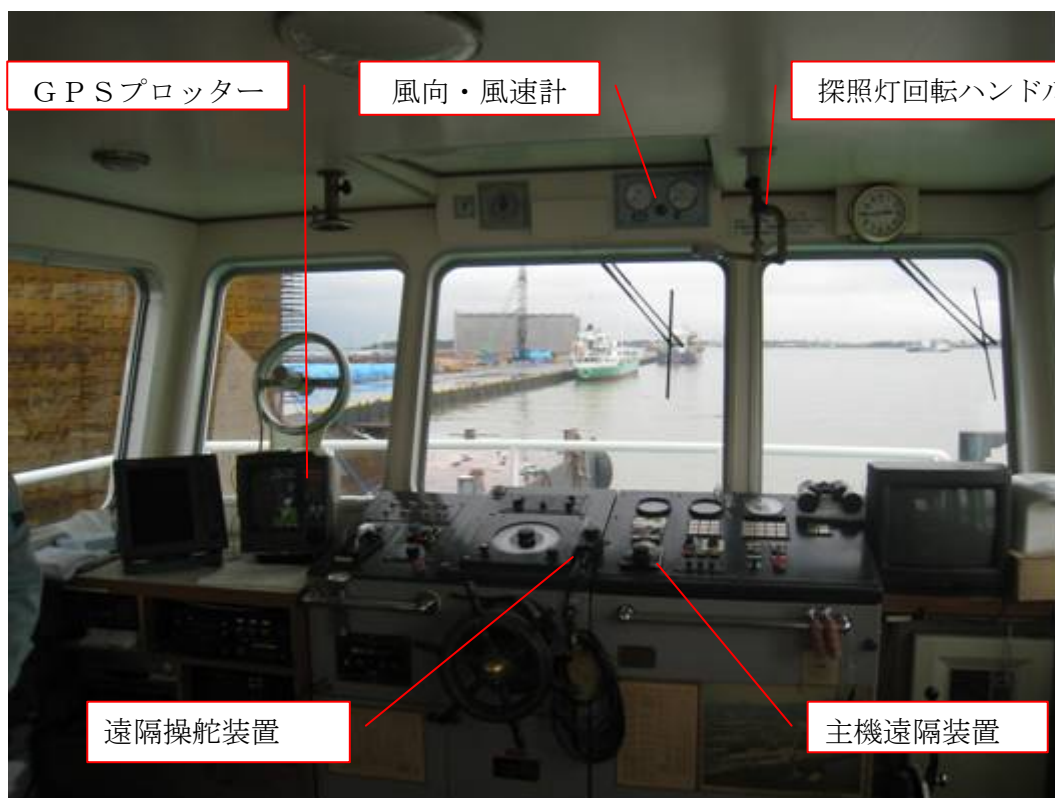 ＧＰＳプロッター
風向・風速計
探照灯回転ハンドル
遠隔操舵装置
主機遠隔装置